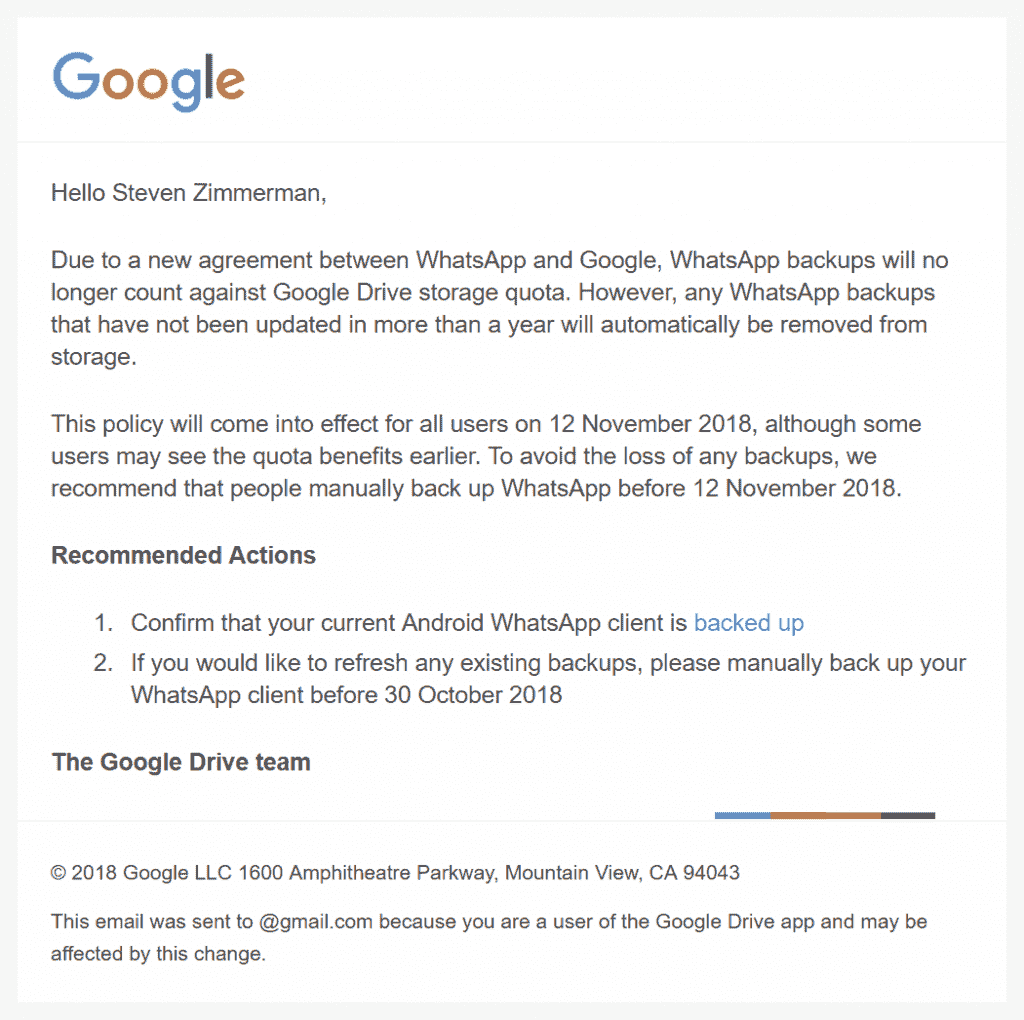 Google
Hello Steven Zimmerman,
Due to a new agreement between WhatsApp and Google, WhatsApp backups will no
longer count against Google Drive storage quota. However, any WhatsApp backups
that have not been updated in more than a year will automatically be removed from
storage.
This policy will come into effect for all users on 12 November 2018, although some
users may see the quota benefits earlier. To avoid the loss of any backups, we
recommend that people manually back up WhatsApp before 12 November 2018.
Recommended Actions
1. Confirm that your current Android WhatsApp client is backed up
2. If you would like to refresh any existing backups, please manually back up your
WhatsApp client before 30 October 2018
The Google Drive team
© 2018 Google LLC 1600 Amphitheatre Parkway, Mountain View, CA 94043
This email was sent to @gmail.com because you are a user of the Google Drive app and may be
affected by this change.